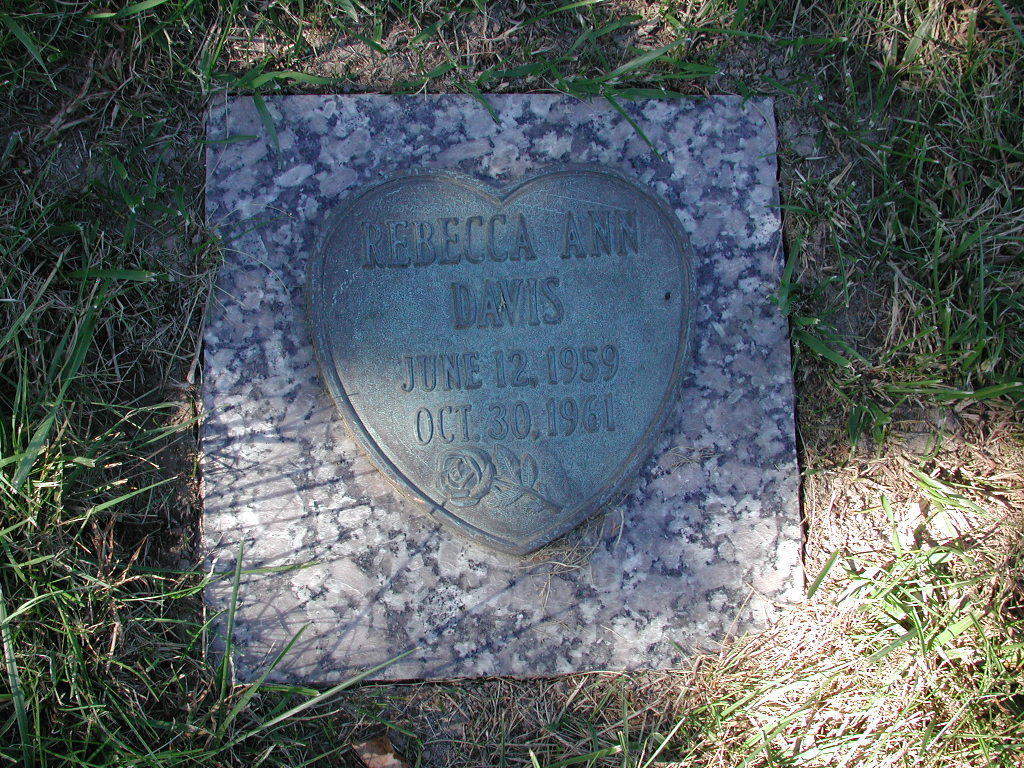 REBECCA ANN
DAVIS
JUNE 12, 1959
OCT. 30, 1961